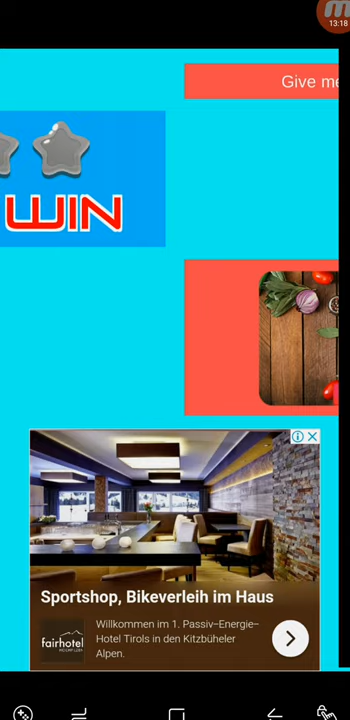 13:18
Give me
WIN
Sportshop, Bikeverleih im Haus
Willkommen im 1. Passiv-Energie-
Hotel Tirols in den Kitzbüheler
Alpen.
fairhotel